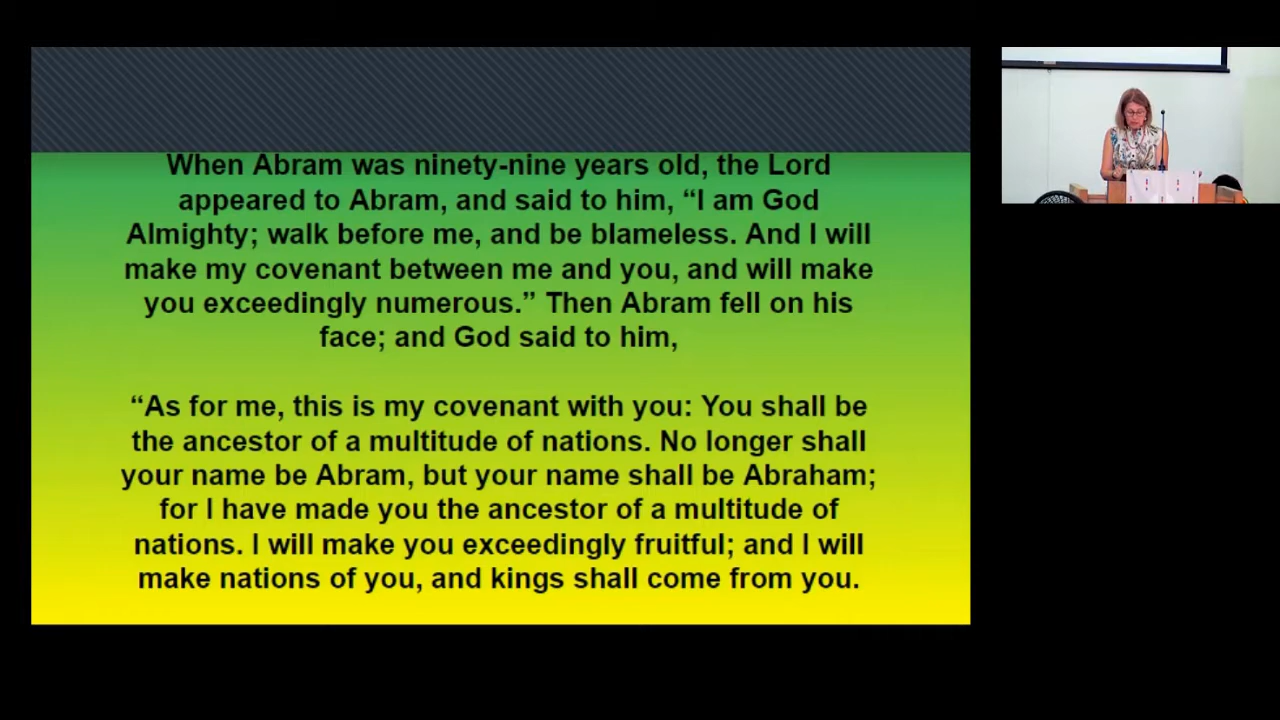 When Abram was ninety-nine years old, the Lord
appeared to Abram, and said to him, “I am God
Almighty; walk before me, and be blameless. And I will
make my covenant between me and you, and will make
you exceedingly numerous.” Then Abram fell on his
face; and God said to him,
“As for me, this is my covenant with you: You shall be
the ancestor of a multitude of nations. No longer shall
your name be Abram, but your name shall be Abraham;
for I have made you the ancestor of a multitude of
nations. I will make you exceedingly fruitful; and I will
make nations of you, and kings shall come from you.